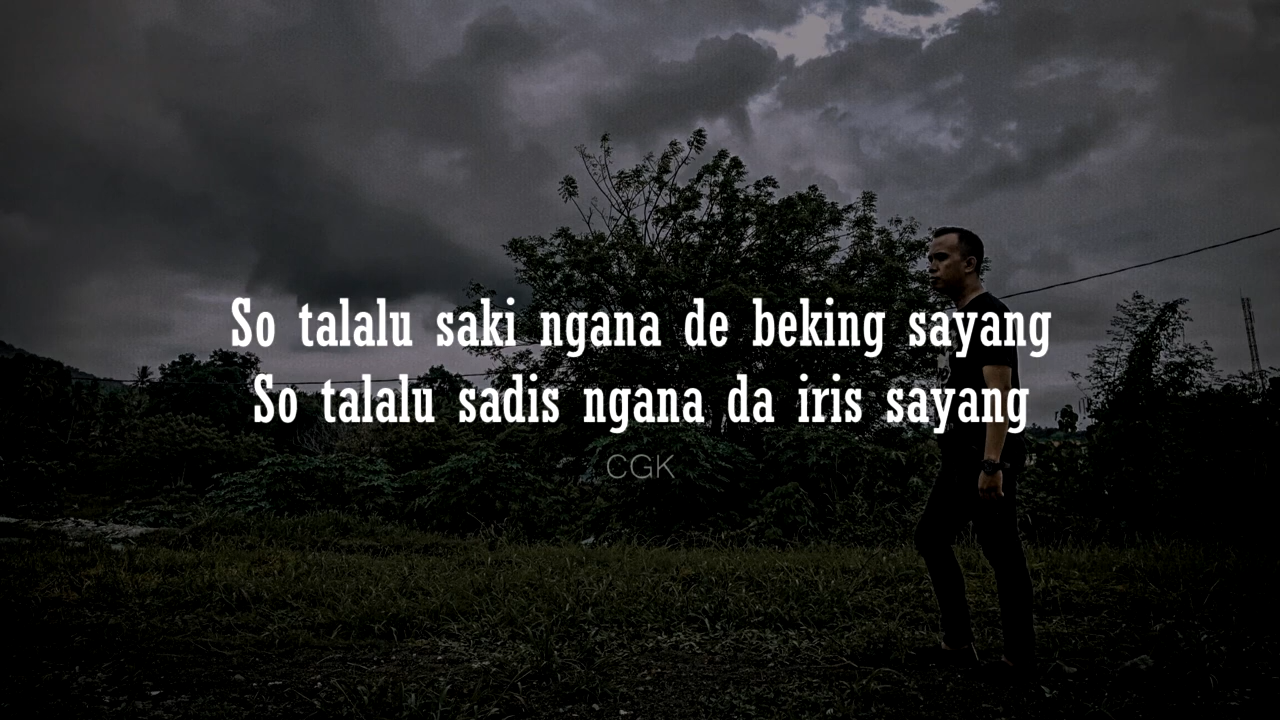 So talalu saki ngana de beking sayang
So talalu sadis ngana da iris sayang
CGK